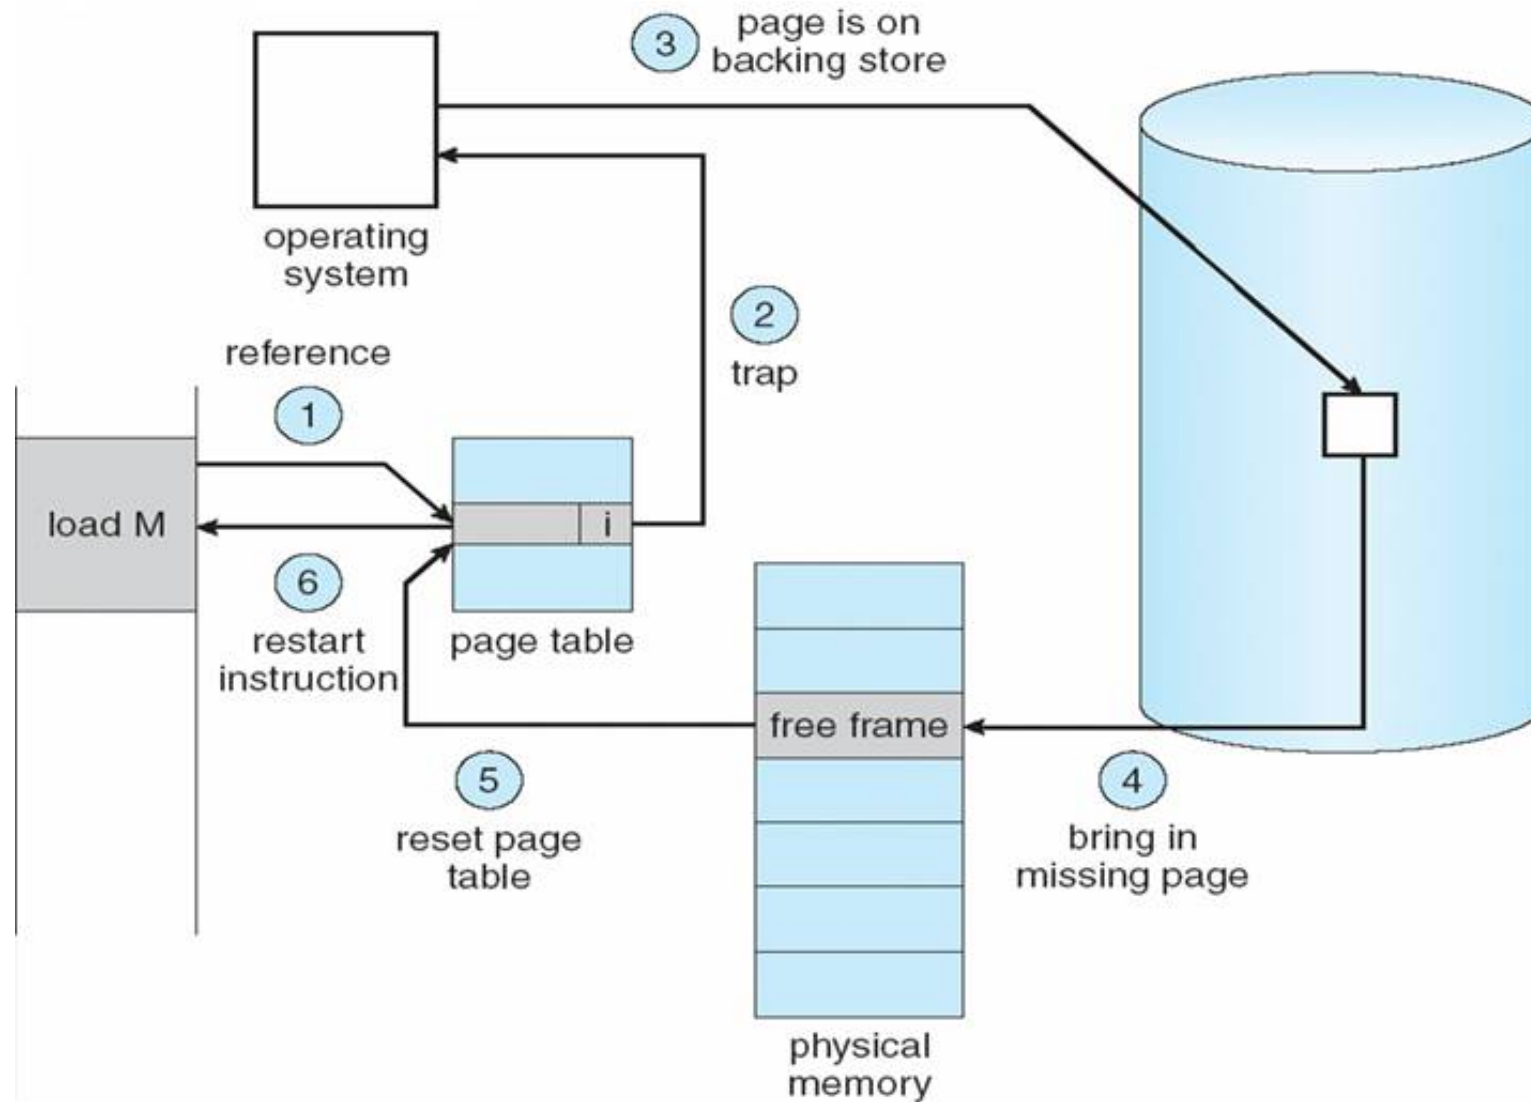 3
page is on
backing store
operating
system
2
trap
reference
1
load M
i
6
restart
instruction
page table
free frame
5
reset page
table
4
bring in
missing page
physical
memory